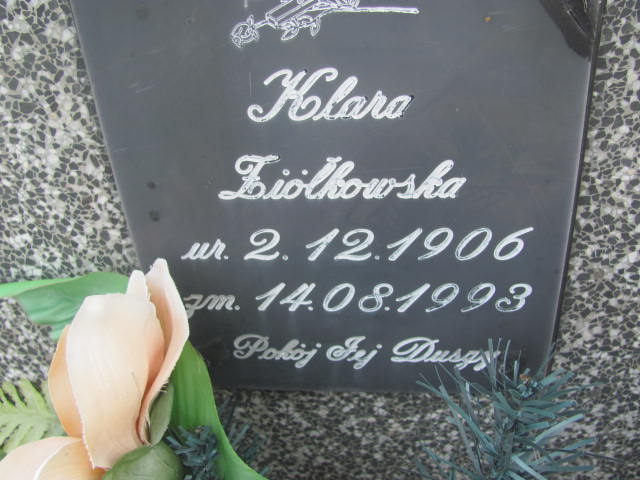 Klara
Ziółkowska
ur. 2.12.1906
zm. 14.08.1993
Pokój Jej Duszy